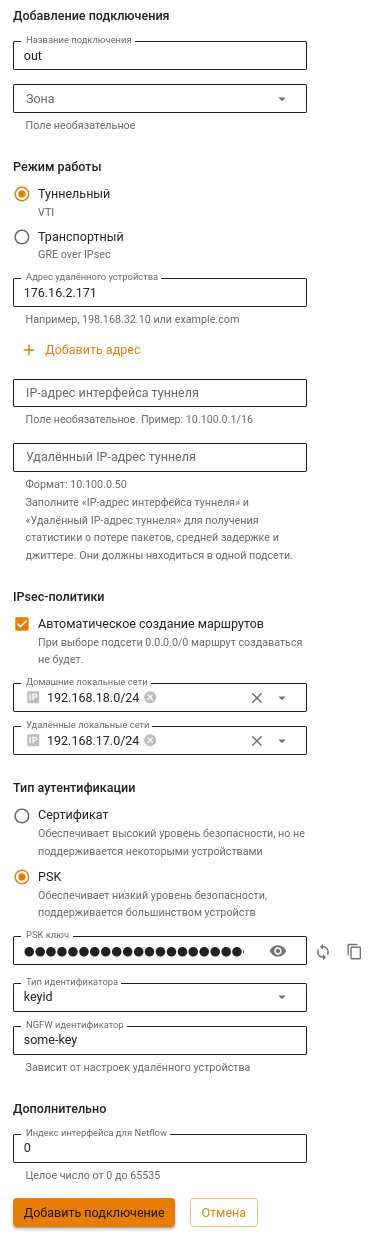 Добавление подключения
Название подключения
out
Зона
Поле необязательное
Режим работы
Туннельный
VTI
Транспортный
GRE over IPsec
Адрес удалённого устройства
176.16.2.171
Например, 198.168.32.10 или example.com
Добавить адрес
IP-адрес интерфейса туннеля
Поле необязательное. Пример: 10.100.0.1/16
Удалённый IP-адрес туннеля
Формат: 10.100.0.50
Заполните «IP-адрес интерфейса туннеля» и
«Удалённый IP-адрес туннеля» для получения
статистики о потере пакетов, средней задержке и
джиттере. Они должны находиться в одной подсети.
IPsec-политики
Автоматическое создание маршрутов
При выборе подсети 0.0.0.0/0 маршрут создаваться
не будет.
Домашние локальные сети
IP 192.168.18.0/24
Удалённые локальные сети
IP 192.168.17.0/24
Тип аутентификации
Сертификат
Обеспечивает высокий уровень безопасности, но не
поддерживается некоторыми устройствами
PSK
Обеспечивает низкий уровень безопасности,
поддерживается большинством устройств
PSK ключ
Тип идентификатора
keyid
NGFW идентификатор
some-key
Зависит от настроек удалённого устройства
Дополнительно
Индекс интерфейса для Netflow
0
Целое число от 0 до 65535
Добавить подключение
Отмена